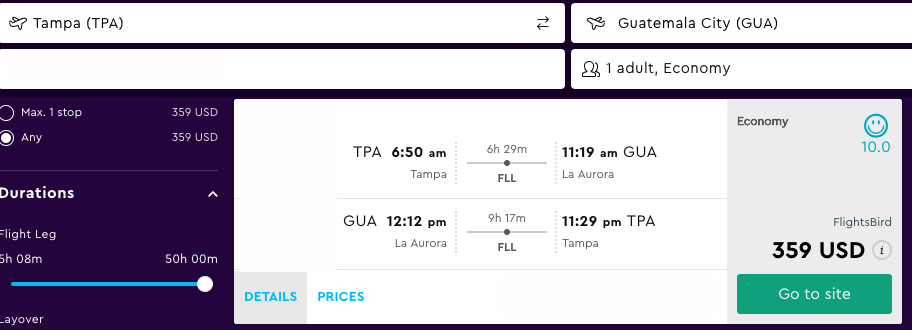 Tampa (TPA)
Guatemala City (GUA)
1 adult, Economy
Max. 1 stop 359 USD
Any 359 USD
Durations
Flight Leg
5h 08m 50h 00m
Layover
TPA 6:50 am 6h 29m 11:19 am GUA
Tampa FLL La Aurora
GUA 12:12 pm 9h 17m 11:29 pm TPA
La Aurora FLL Tampa
DETAILS PRICES
Economy
10.0
FlightsBird
359 USD i
Go to site